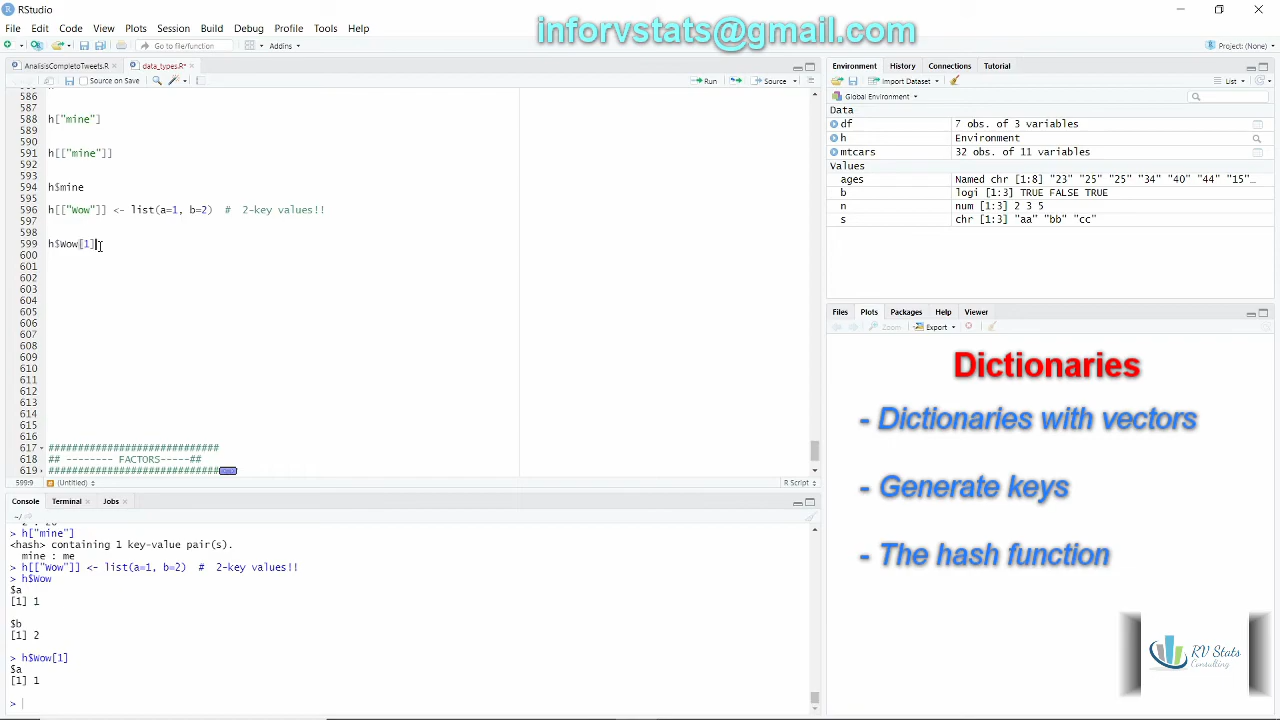 RStudio
inforvstats@gmail.com
File Edit Code View Plots Session Build Debug Profile Tools Help
Go to file/function Addins Project: (None)
AnalisisCompletoTweets.R data_types.R*
Source on Save Run Source
586
587
588 h["mine"]
589
590
591 h[["mine"]]
592
593
594 h$mine
595
596 h[["Wow"]] <- list(a=1, b=2) # 2-key values!!
597
598
599 h$Wow[1]
600
601
602
603
604
605
606
607
608
609
610
611
612
613
614
615
616
617 ############################
618 ## -------- FACTORS-----##
619 ############################
599:9 (Untitled) R Script
Console Terminal Jobs
> h["mine"]
<hash> containing 1 key-value pair(s).
mine : me
> h[["Wow"]] <- list(a=1, b=2) # 2-key values!!
> h$Wow
$a
[1] 1
$b
[1] 2
> h$Wow[1]
$a
[1] 1
>
Environment History Connections Tutorial
Import Dataset List
Global Environment
Data
df 7 obs. of 3 variables
h Environment
mtcars 32 obs. of 11 variables
Values
ages Named chr [1:8] "23" "25" "25" "34" "40" "44" "15"…
b logi [1:3] TRUE FALSE TRUE
n num [1:3] 2 3 5
s chr [1:3] "aa" "bb" "cc"
Files Plots Packages Help Viewer
Zoom Export
Dictionaries
- Dictionaries with vectors
- Generate keys
- The hash function
RV Stats
Consulting